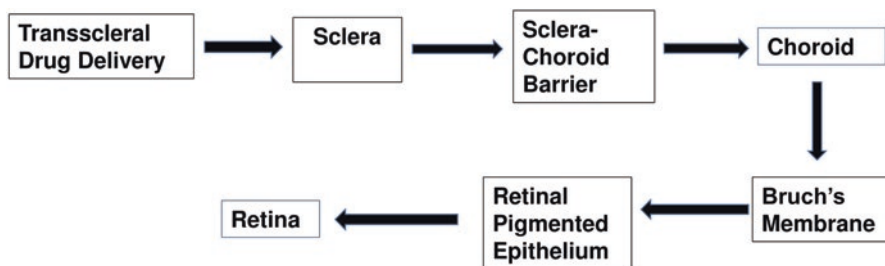 Transscleral
Drug Delivery
Sclera
Sclera-
Choroid
Barrier
Choroid
Bruch's
Membrane
Retinal
Pigmented
Epithelium
Retina